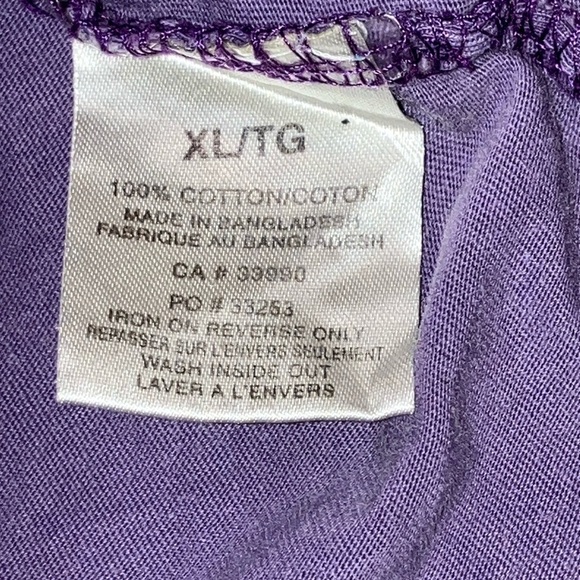 XL/TG
100% COTTON/COTON
MADE IN BANGLADESH
FABRIQUE AU BANGLADESH
CA # 33990
PO # 33253
IRON ON REVERSE ONLY
REPASSER SUR L'ENVERS SEULEMENT
WASH INSIDE OUT
LAVER A L'ENVERS